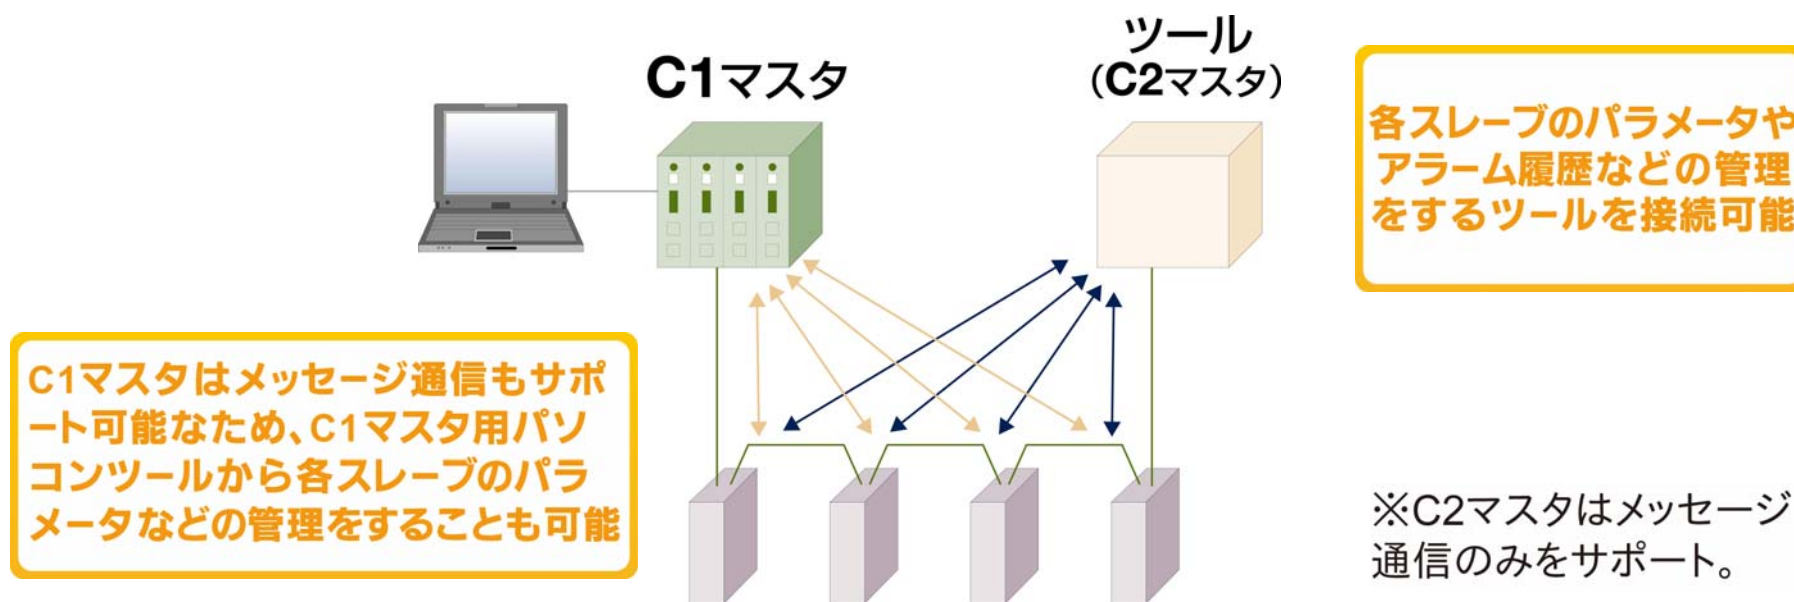 C1マスタ
ツール
（C2マスタ）
各スレーブのパラメータや
アラーム履歴などの管理
をするツールを接続可能
C1マスタはメッセージ通信もサポ
ート可能なため、C1マスタ用パソ
コンツールから各スレーブのパラ
メータなどの管理をすることも可能
※C2マスタはメッセージ
通信のみをサポート。